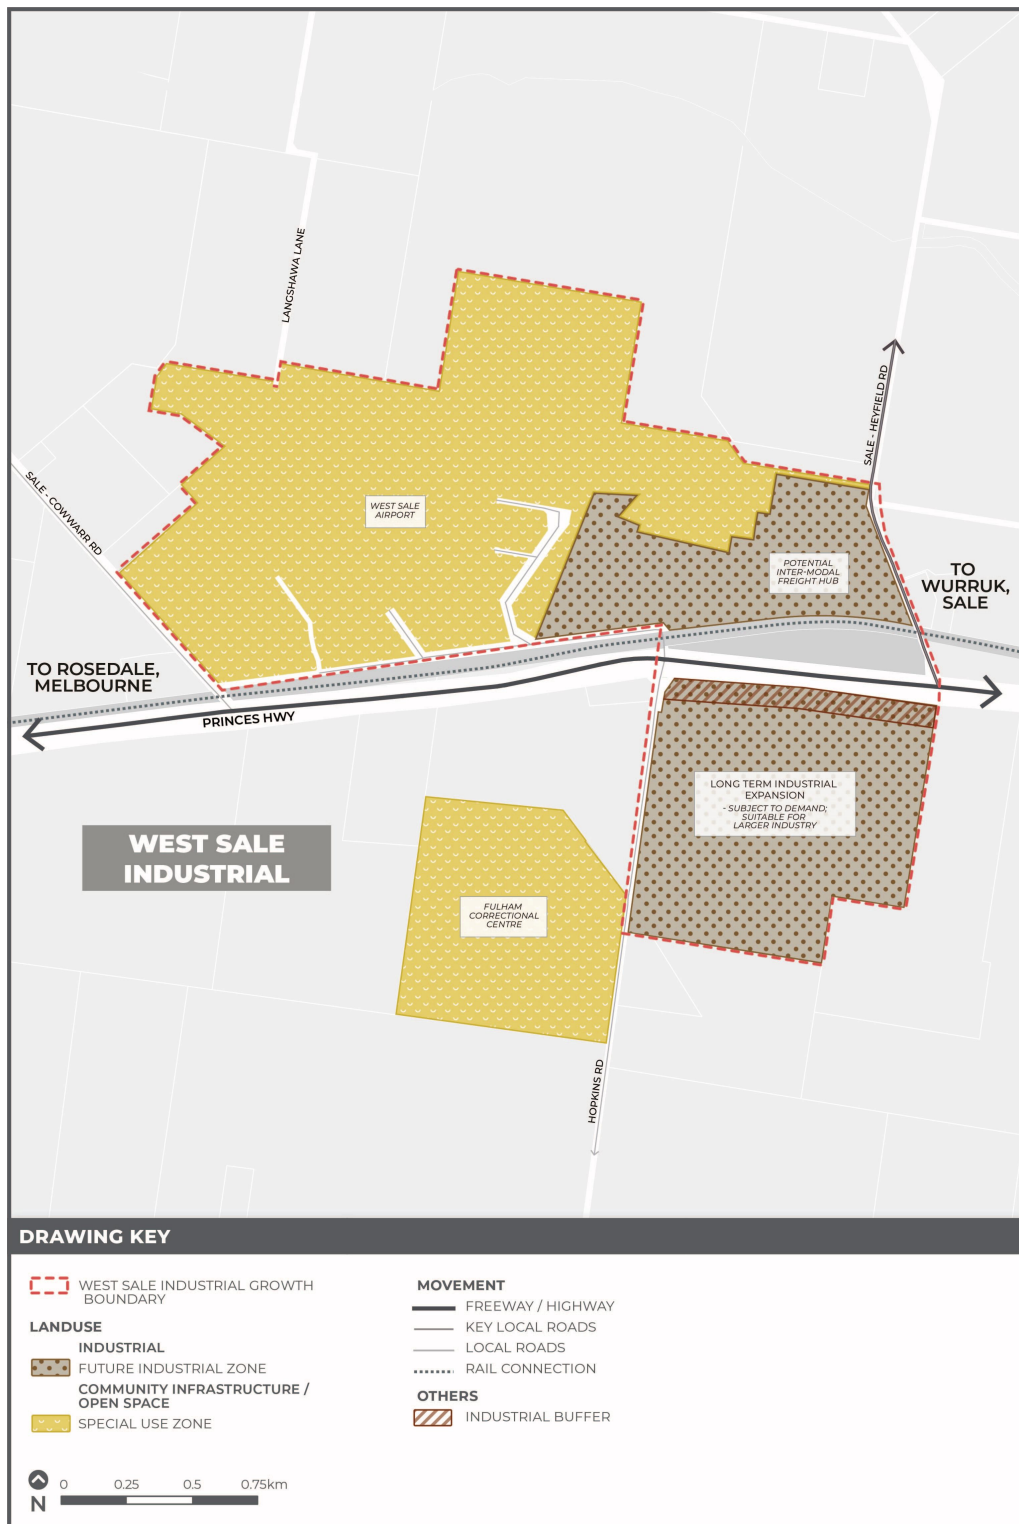 LANGSHAWA LANE
SALE - HEYFIELD RD
SALE - COWWARR RD
WEST SALE
AIRPORT
POTENTIAL
INTER-MODAL
FREIGHT HUB
TO
WURRUK,
SALE
TO ROSEDALE,
MELBOURNE
PRINCES HWY
LONG TERM INDUSTRIAL
EXPANSION
- SUBJECT TO DEMAND;
SUITABLE FOR
LARGER INDUSTRY
WEST SALE
INDUSTRIAL
FULHAM
CORRECTIONAL
CENTRE
HOPKINS RD
DRAWING KEY
WEST SALE INDUSTRIAL GROWTH
BOUNDARY
LANDUSE
INDUSTRIAL
FUTURE INDUSTRIAL ZONE
COMMUNITY INFRASTRUCTURE /
OPEN SPACE
SPECIAL USE ZONE
MOVEMENT
FREEWAY / HIGHWAY
KEY LOCAL ROADS
LOCAL ROADS
RAIL CONNECTION
OTHERS
INDUSTRIAL BUFFER
0 0.25 0.5 0.75km
N